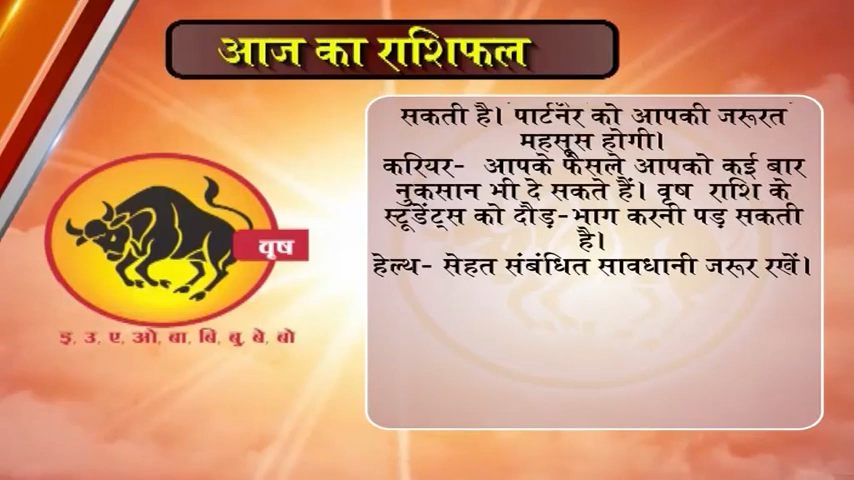 आज का राशिफल
सकती है। पार्टनर को आपकी जरूरत
महसूस होगी।
करियर- आपके फैसले आपको कई बार
नुकसान भी दे सकते हैं। वृष राशि के
स्टूडेंट्स को दौड़-भाग करनी पड़ सकती
है।
हेल्थ- सेहत संबंधित सावधानी जरूर रखें।
वृष
इ, उ, ए, ओ, बा, बि, बु, बे, बो